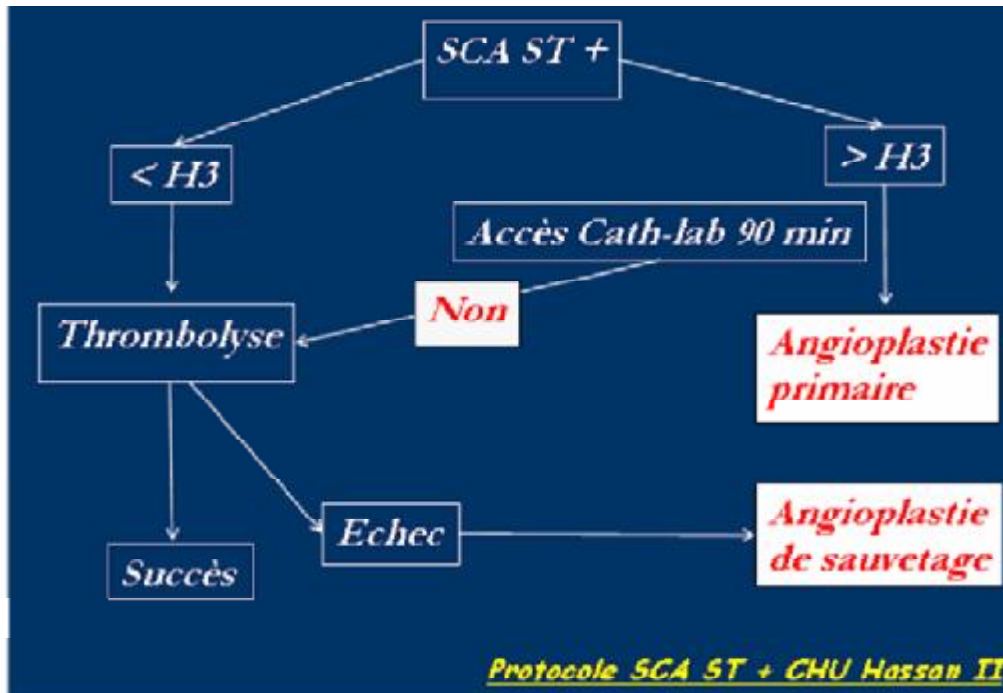 SCA ST +
< H3
> H3
Accès Cath-lab 90 min
Non
Thrombolyse
Angioplastie
primaire
Echec
Angioplastie
de sauvetage
Succès
Protocole SCA ST + CHU Hassan II